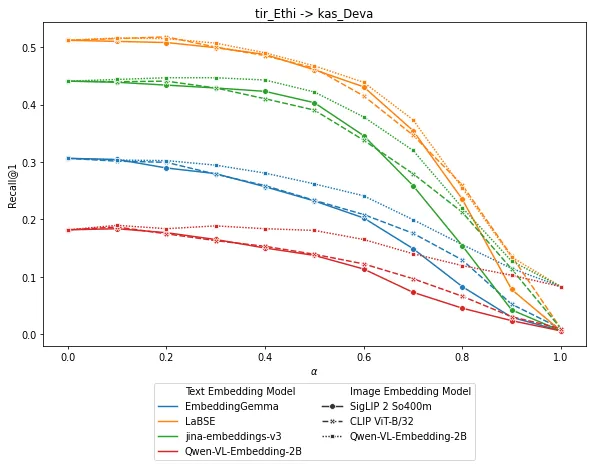 tir_Ethi -> kas_Deva
Recall@1
0.5
0.4
0.3
0.2
0.1
0.0
0.0 0.2 0.4 0.6 0.8 1.0
α
Text Embedding Model Image Embedding Model
EmbeddingGemma SigLIP 2 So400m
LaBSE CLIP ViT-B/32
jina-embeddings-v3 Qwen-VL-Embedding-2B
Qwen-VL-Embedding-2B